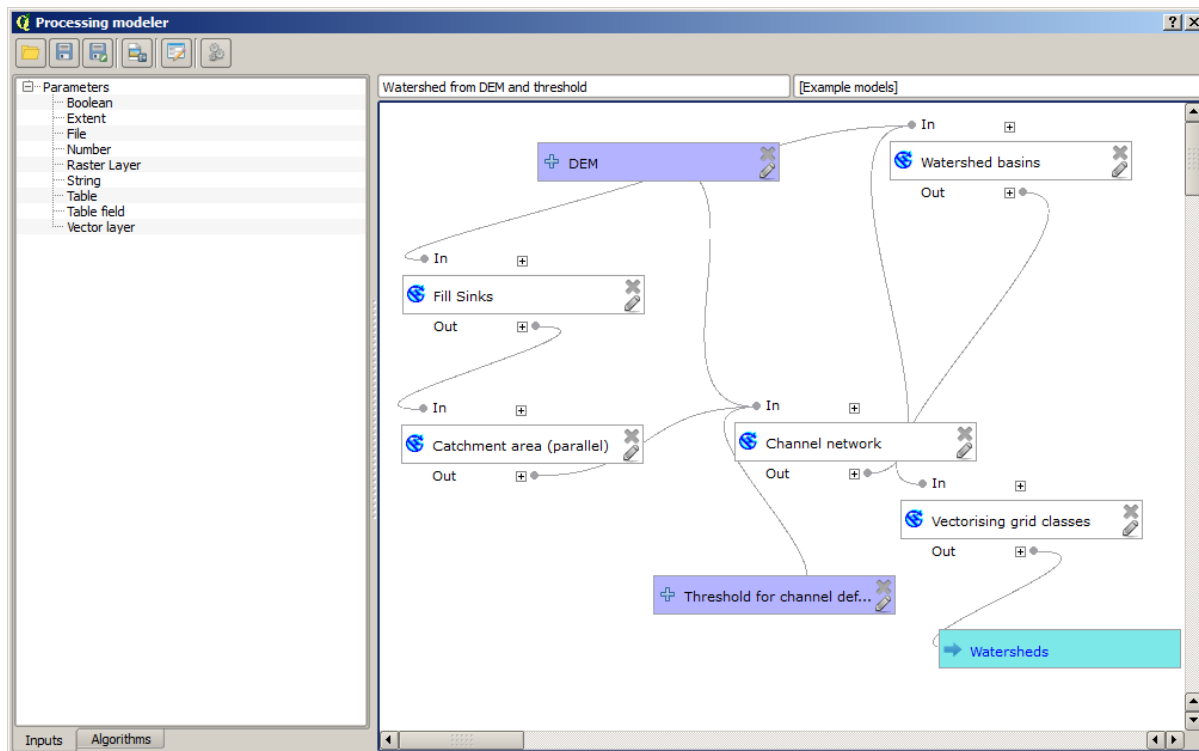 Processing modeler
Parameters
Boolean
Extent
File
Number
Raster Layer
String
Table
Table field
Vector layer
Inputs
Algorithms
Watershed from DEM and threshold
[Example models]
DEM
In
Watershed basins
Out
In
Fill Sinks
Out
In
Catchment area (parallel)
Out
In
Channel network
Out
In
Vectorising grid classes
Out
Threshold for channel def...
Watersheds